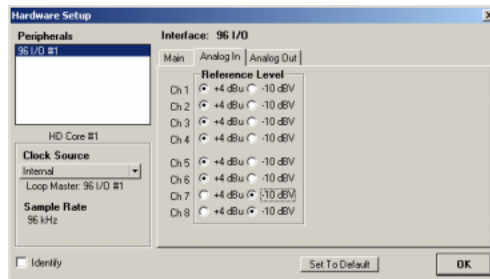 Hardware Setup
Peripherals
96 I/O #1
HD Core #1
Clock Source
Internal
Loop Master: 96 I/O #1
Sample Rate
96 kHz
Identify
Interface: 96 I/O
Main Analog In Analog Out
Reference Level
Ch 1 +4 dBu -10 dBV
Ch 2 +4 dBu -10 dBV
Ch 3 +4 dBu -10 dBV
Ch 4 +4 dBu -10 dBV
Ch 5 +4 dBu -10 dBV
Ch 6 +4 dBu -10 dBV
Ch 7 +4 dBu -10 dBV
Ch 8 +4 dBu -10 dBV
Set To Default OK